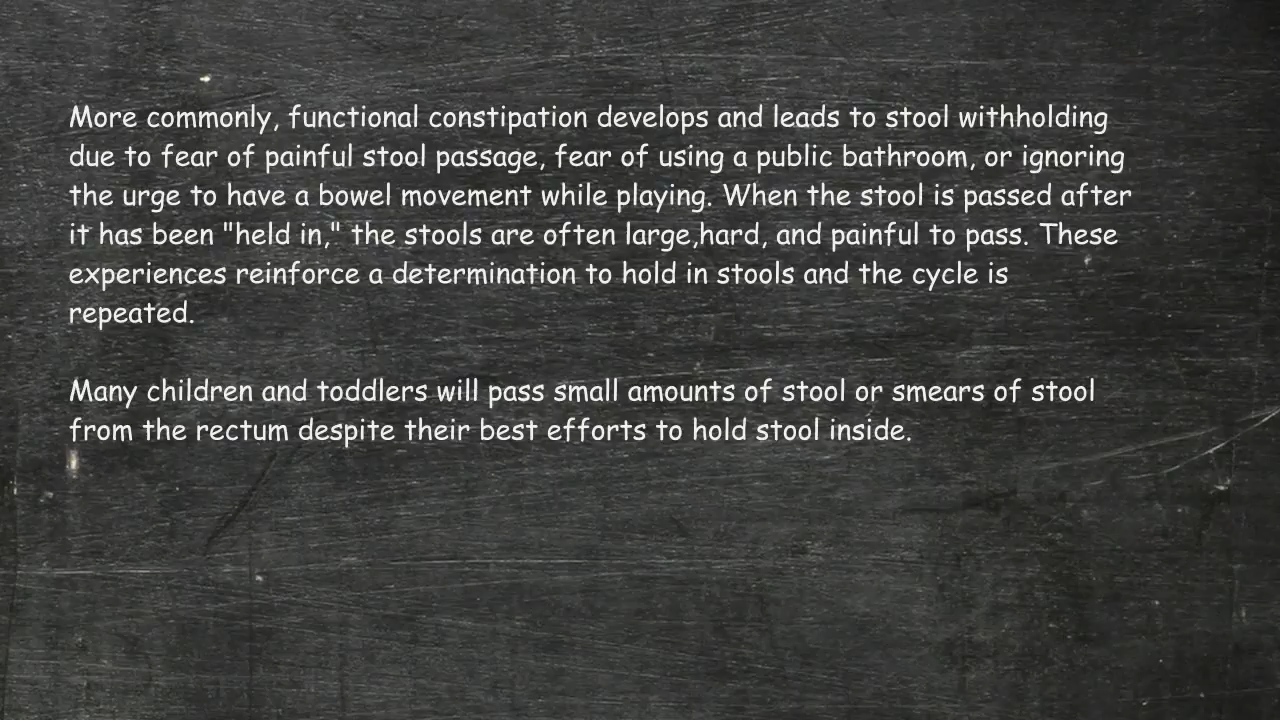 More commonly, functional constipation develops and leads to stool withholding
due to fear of painful stool passage, fear of using a public bathroom, or ignoring
the urge to have a bowel movement while playing. When the stool is passed after
it has been "held in," the stools are often large,hard, and painful to pass. These
experiences reinforce a determination to hold in stools and the cycle is
repeated.
Many children and toddlers will pass small amounts of stool or smears of stool
from the rectum despite their best efforts to hold stool inside.